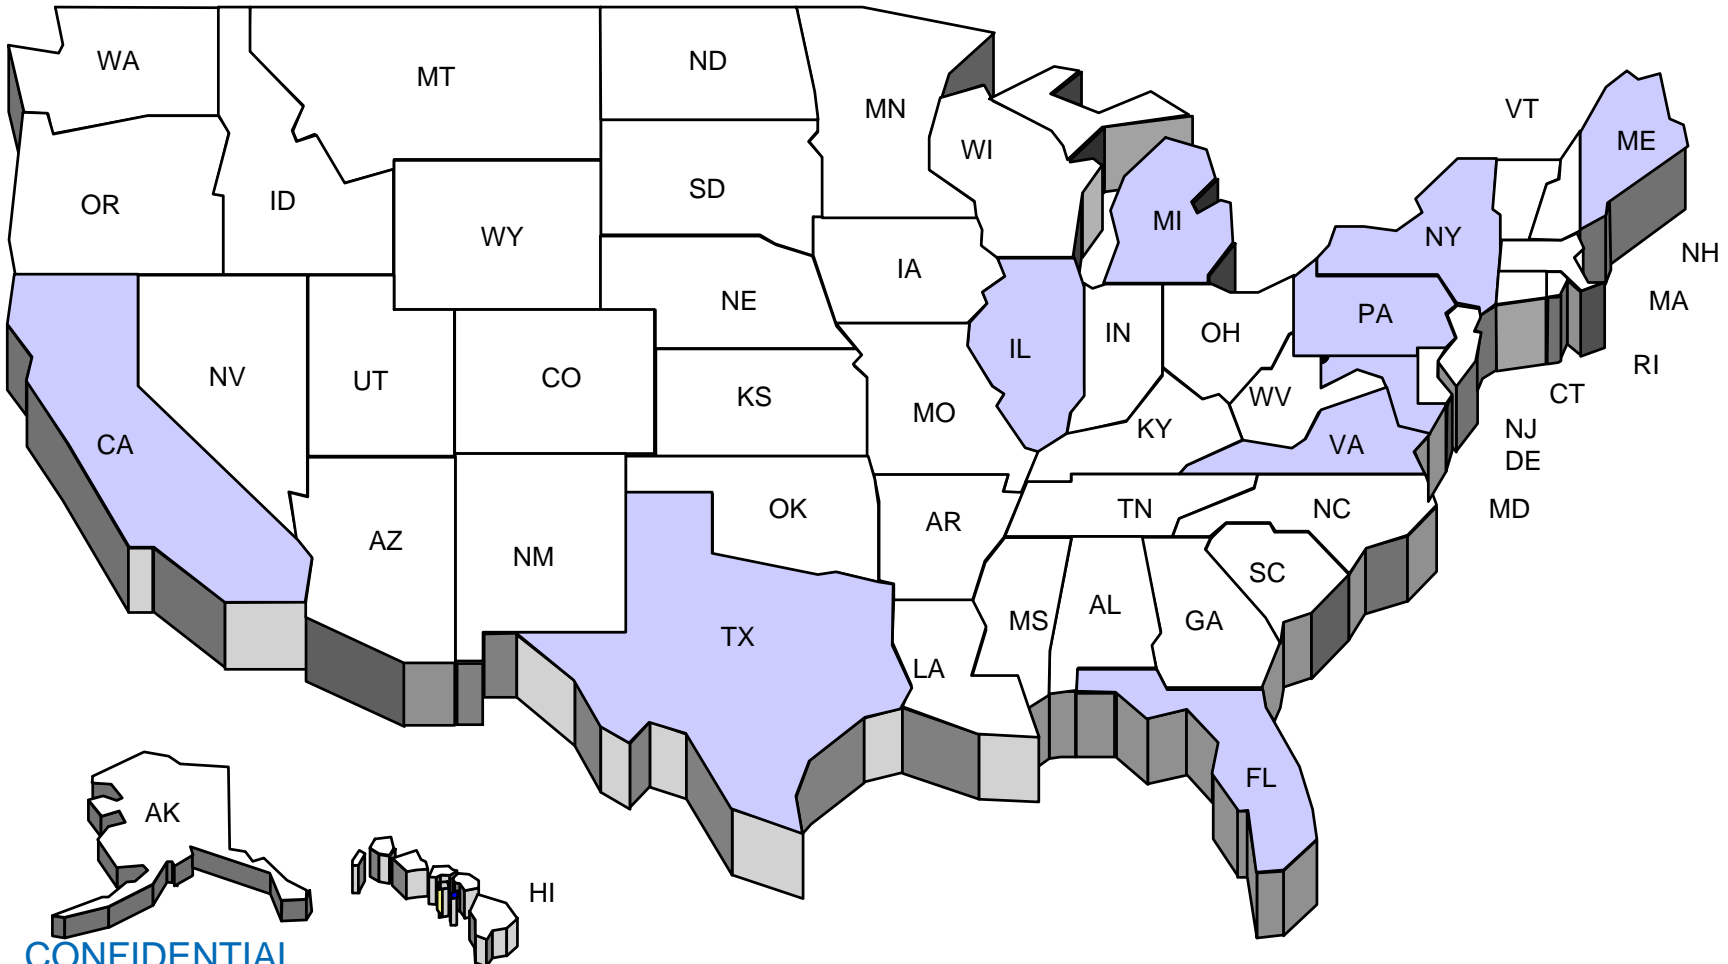 WA
MT
ND
MN
VT
ME
WI
OR
ID
SD
MI
WY
NY
NH
IA
NE
MA
PA
IN
OH
IL
RI
NV
UT
CO
KS
WV
CT
MO
KY
NJ
CA
VA
DE
OK
TN
NC
MD
AR
AZ
NM
SC
AL
MS
GA
TX
LA
FL
AK
HI
CONFIDENTIAL